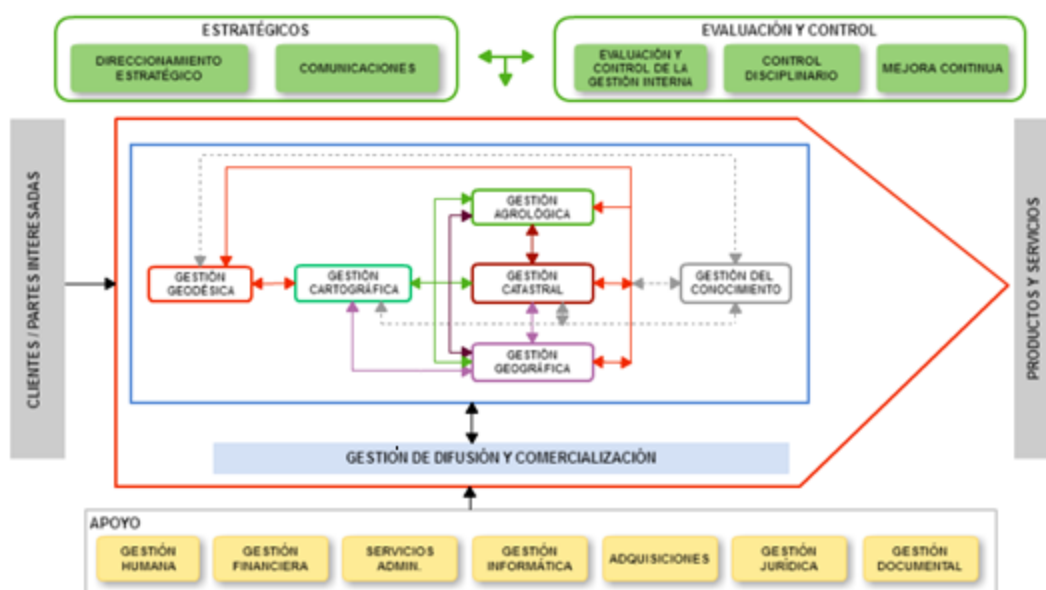 ESTRATÉGICOS
DIRECCIONAMIENTO
ESTRATÉGICO
COMUNICACIONES
EVALUACIÓN Y CONTROL
EVALUACIÓN Y
CONTROL DE LA
GESTIÓN INTERNA
CONTROL
DISCIPLINARIO
MEJORA CONTINUA
CLIENTES / PARTES INTERESADAS
GESTIÓN
AGROLÓGICA
GESTIÓN
GEODÉSICA
GESTIÓN
CARTOGRÁFICA
GESTIÓN
CATASTRAL
GESTIÓN DEL
CONOCIMIENTO
GESTIÓN
GEOGRÁFICA
GESTIÓN DE DIFUSIÓN Y COMERCIALIZACIÓN
PRODUCTOS Y SERVICIOS
APOYO
GESTIÓN
HUMANA
GESTIÓN
FINANCIERA
SERVICIOS
ADMIN.
GESTIÓN
INFORMÁTICA
ADQUISICIONES
GESTIÓN
JURÍDICA
GESTIÓN
DOCUMENTAL